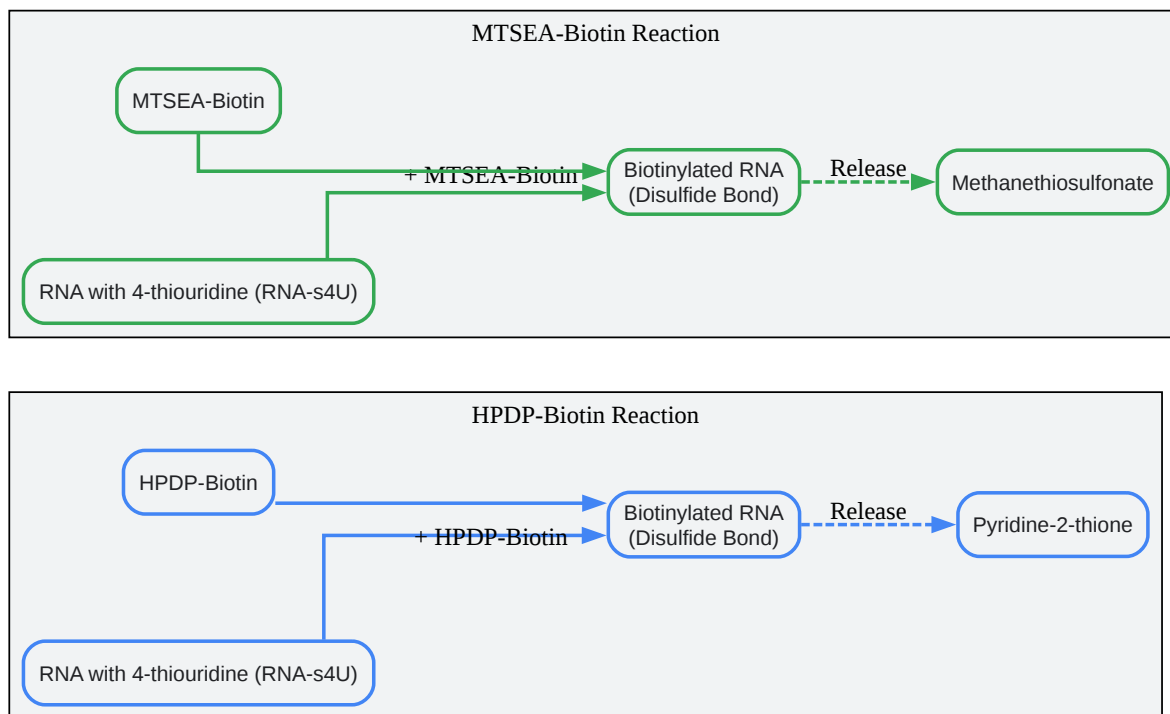 MTSEA-Biotin Reaction
MTSEA-Biotin
+ MTSEA-Biotin
Biotinylated RNA
(Disulfide Bond)
Release
Methanethiosulfonate
RNA with 4-thiouridine (RNA-s4U)
HPDP-Biotin Reaction
HPDP-Biotin
+ HPDP-Biotin
Biotinylated RNA
(Disulfide Bond)
Release
Pyridine-2-thione
RNA with 4-thiouridine (RNA-s4U)